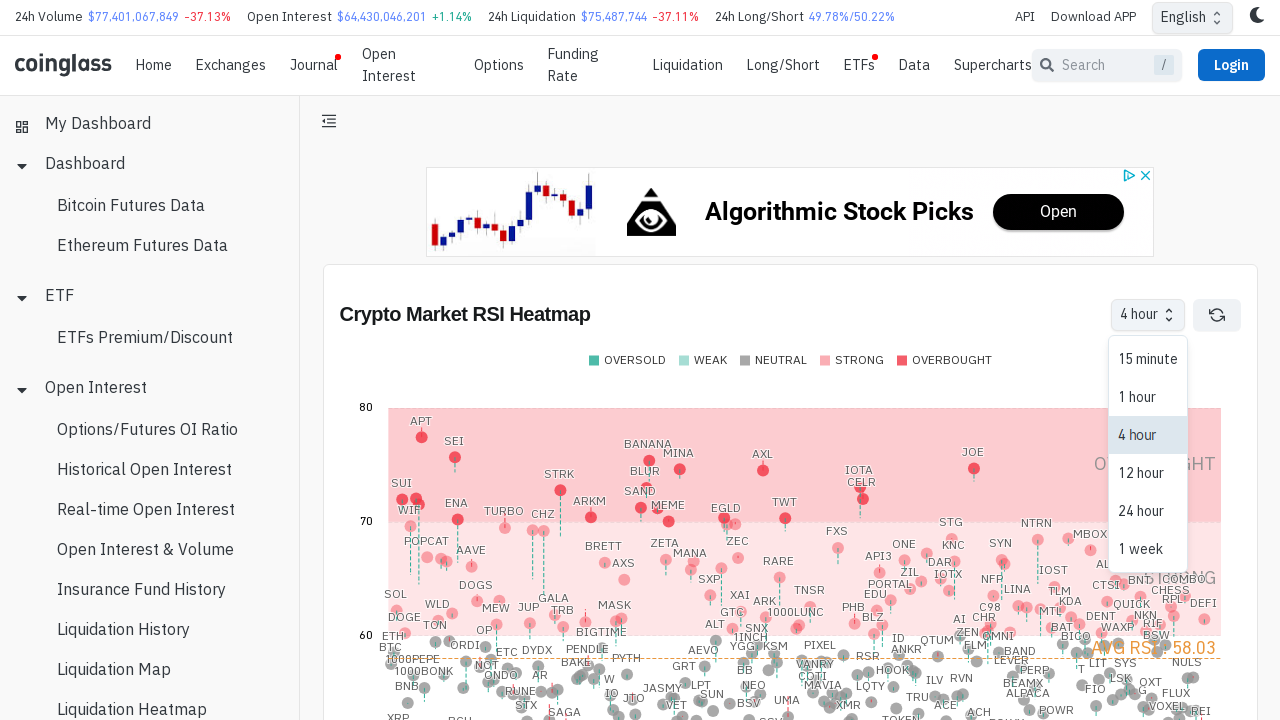 24h Volume $77,401,067,849 -37.13% Open Interest $64,430,046,201 +1.14% 24h Liquidation $75,487,744 -37.11% 24h Long/Short 49.78%/50.22% API Download APP English
coinglass Home Exchanges Journal Open Interest Options Funding Rate Liquidation Long/Short ETFs Data Supercharts Search / Login
My Dashboard
Dashboard
Bitcoin Futures Data
Ethereum Futures Data
ETF
ETFs Premium/Discount
Open Interest
Options/Futures OI Ratio
Historical Open Interest
Real-time Open Interest
Open Interest & Volume
Insurance Fund History
Liquidation History
Liquidation Map
Liquidation Heatmap
Algorithmic Stock Picks Open
Crypto Market RSI Heatmap
4 hour
15 minute
1 hour
4 hour
12 hour
24 hour
1 week
OVERSOLD WEAK NEUTRAL STRONG OVERBOUGHT
80
APT
SEI BANANA
MINA AXL JOE
STRK BLUR IOTA
SUI CELR
SAND
ENA ARKM MEME EGLD TWT
WIF TURBO CHZ
70
STG NTRN
FXS MBOX
POPCAT AAVE BRETT ZETA ZEC ONE KNC SYN
AXS MANA RARE API3 DAR IOST
SXP ZIL IOTX NFP CTSI BNT COMBO
SOL DOGS XAI TNSR EDU PORTAL LINA TLM CHESS
DOGE WLD MEW JUP GALA MASK GTC ARK 1000LUNC PHB C98 KDA QUICK RPL DEFI
TRB BLZ AI CHR MTL DENT NKN
TON OP BIGTIME ALT SNX ZEN OMNI BAT WAXP RIF
60
ETH 1INCH ID QTUM BICO BSW
BTC ORDI ETC DYDX PENDLE AEVO YGG KSM PIXEL ANKR FLM BAND AVG RSI : 58.03
1000PEPE NOT BAKE PYTH GRT BB VANRY RSR HOOK LEVER PERP T LIT SYS NULS
1000BONK ONDO AR W COTI ILV RVN BEAMX LSK OXT
BNB RUNE IO JASMY LPT NEO MAVIA LQTY ALPACA FIO G FLUX
STX JTO SUN BSV UMA XMR TRU ACE
XRP SAGA VET TOKEN ACH POWR VOXEL REI